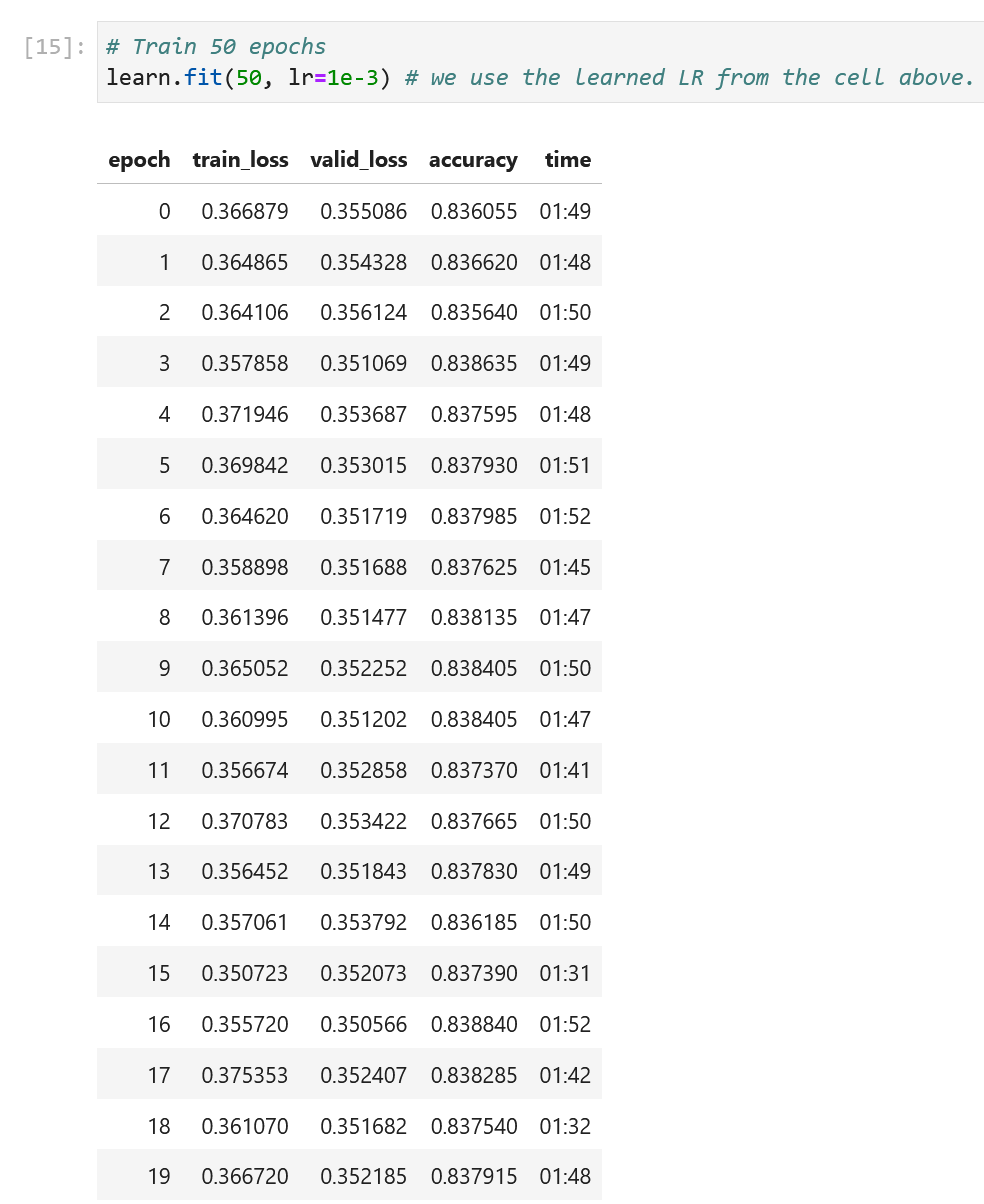 [15]: # Train 50 epochs
learn.fit(50, lr=1e-3) # we use the learned LR from the cell above.
epoch train_loss valid_loss accuracy time
0 0.366879 0.355086 0.836055 01:49
1 0.364865 0.354328 0.836620 01:48
2 0.364106 0.356124 0.835640 01:50
3 0.357858 0.351069 0.838635 01:49
4 0.371946 0.353687 0.837595 01:48
5 0.369842 0.353015 0.837930 01:51
6 0.364620 0.351719 0.837985 01:52
7 0.358898 0.351688 0.837625 01:45
8 0.361396 0.351477 0.838135 01:47
9 0.365052 0.352252 0.838405 01:50
10 0.360995 0.351202 0.838405 01:47
11 0.356674 0.352858 0.837370 01:41
12 0.370783 0.353422 0.837665 01:50
13 0.356452 0.351843 0.837830 01:49
14 0.357061 0.353792 0.836185 01:50
15 0.350723 0.352073 0.837390 01:31
16 0.355720 0.350566 0.838840 01:52
17 0.375353 0.352407 0.838285 01:42
18 0.361070 0.351682 0.837540 01:32
19 0.366720 0.352185 0.837915 01:48